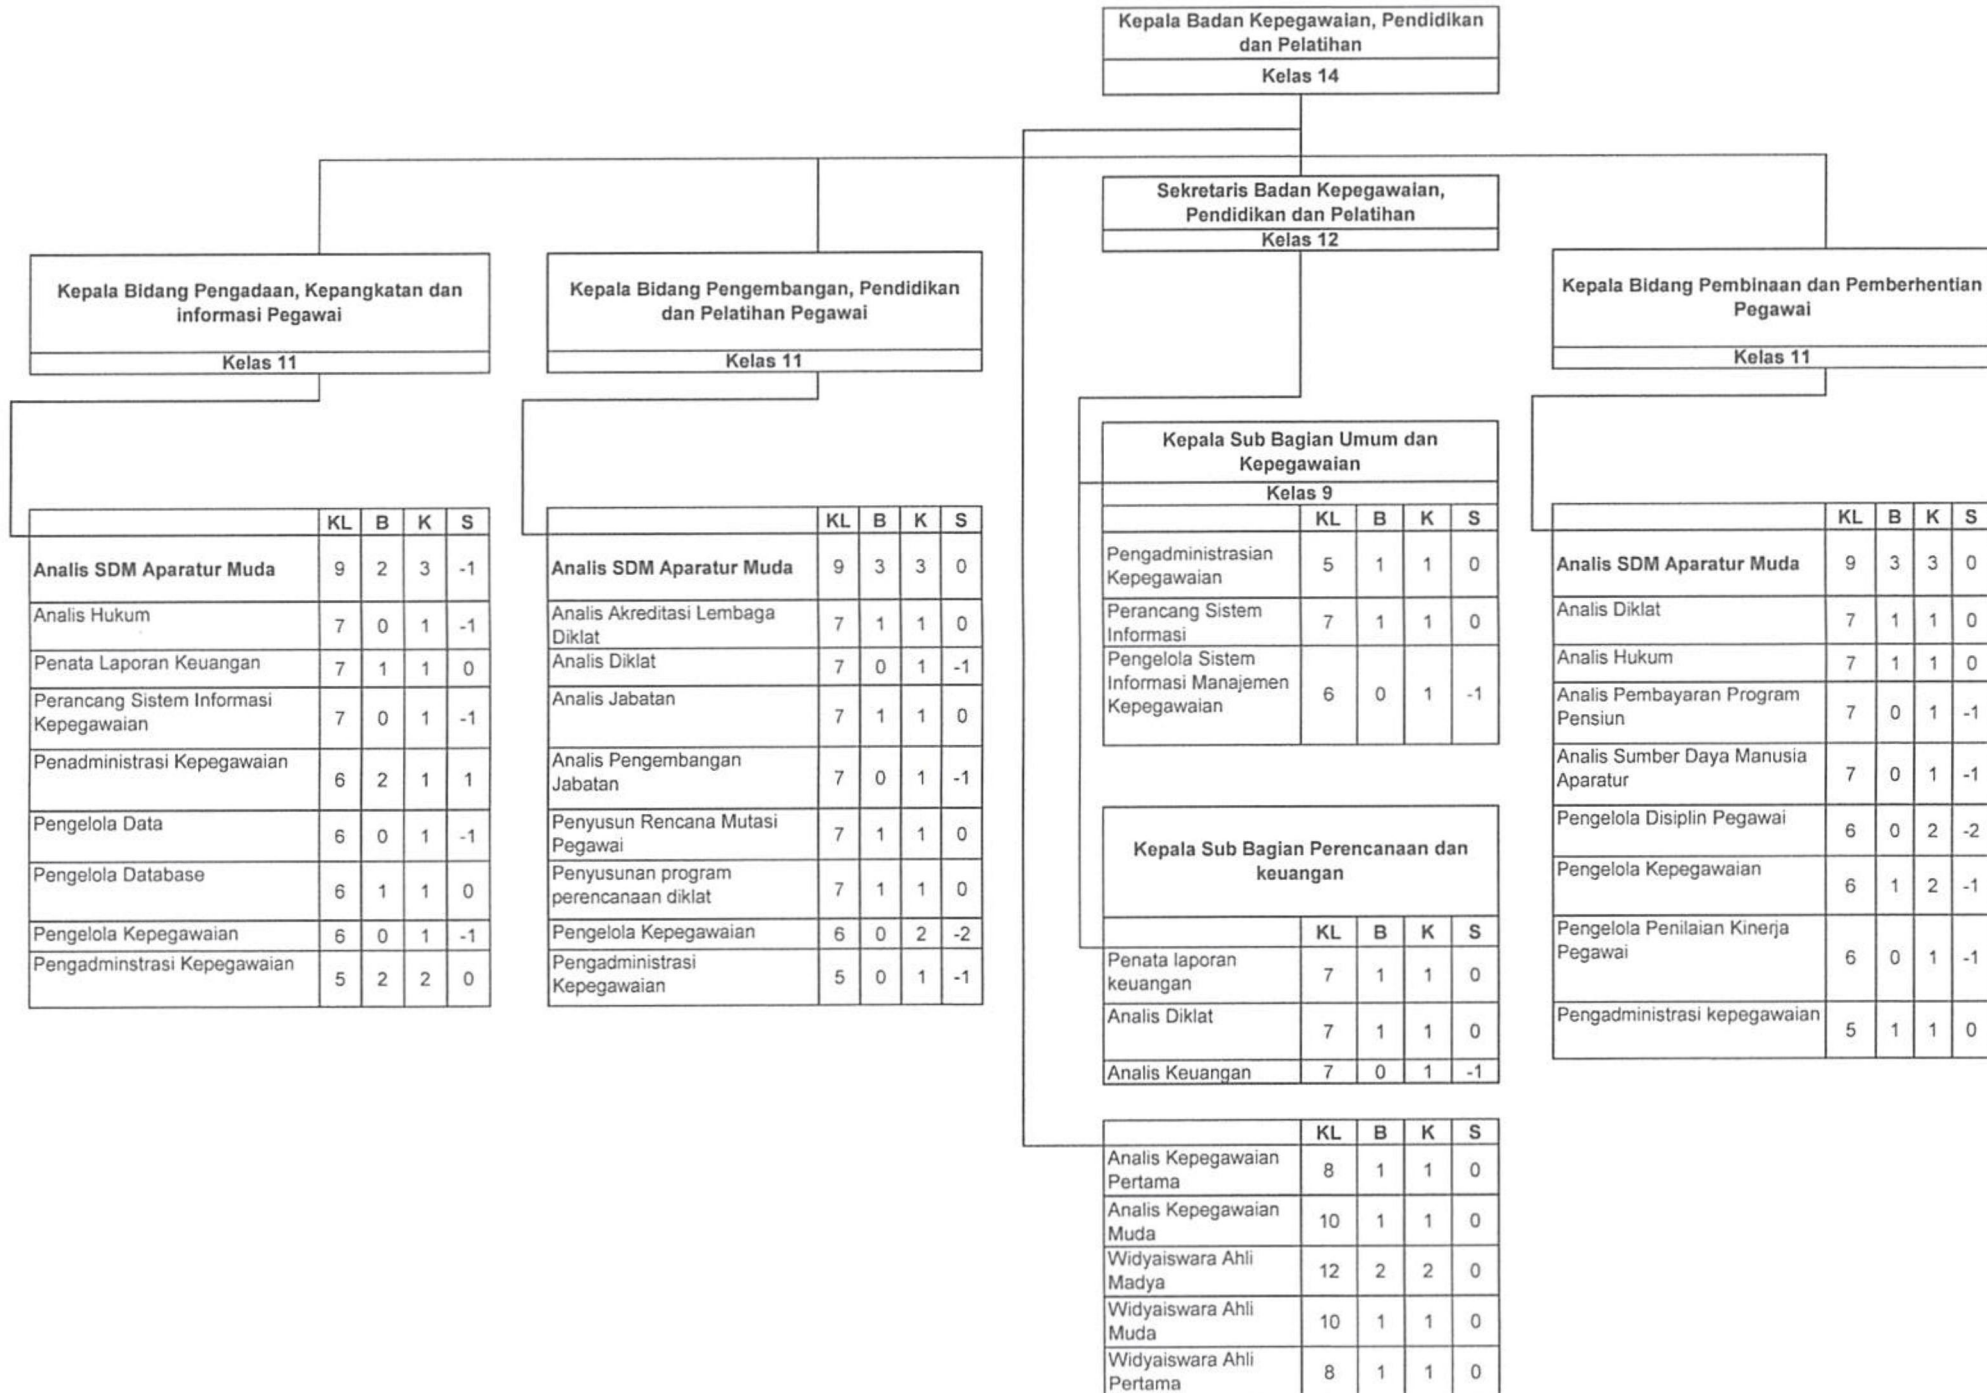 Kepala Badan Kepegawaian, Pendidikan
dan Pelatihan
Kelas 14
Sekretaris Badan Kepegawaian,
Pendidikan dan Pelatihan
Kelas 12
Kepala Bidang Pengadaan, Kepangkatan dan
informasi Pegawai
Kelas 11
KL B K S
Analis SDM Aparatur Muda 9 2 3 -1
Analis Hukum 7 0 1 -1
Penata Laporan Keuangan 7 1 1 0
Perancang Sistem Informasi
Kepegawaian 7 0 1 -1
Penadministrasi Kepegawaian 6 2 1 1
Pengelola Data 6 0 1 -1
Pengelola Database 6 1 1 0
Pengelola Kepegawaian 6 0 1 -1
Pengadminstrasi Kepegawaian 5 2 2 0
Kepala Bidang Pengembangan, Pendidikan
dan Pelatihan Pegawai
Kelas 11
KL B K S
Analis SDM Aparatur Muda 9 3 3 0
Analis Akreditasi Lembaga
Diklat 7 1 1 0
Analis Diklat 7 0 1 -1
Analis Jabatan 7 1 1 0
Analis Pengembangan
Jabatan 7 0 1 -1
Penyusun Rencana Mutasi
Pegawai 7 1 1 0
Penyusunan program
perencanaan diklat 7 1 1 0
Pengelola Kepegawaian 6 0 2 -2
Pengadministrasi
Kepegawaian 5 0 1 -1
Kepala Sub Bagian Umum dan
Kepegawaian
Kelas 9
KL B K S
Pengadministrasian
Kepegawaian 5 1 1 0
Perancang Sistem
Informasi 7 1 1 0
Pengelola Sistem
Informasi Manajemen
Kepegawaian 6 0 1 -1
Kepala Sub Bagian Perencanaan dan
keuangan
KL B K S
Penata laporan
keuangan 7 1 1 0
Analis Diklat 7 1 1 0
Analis Keuangan 7 0 1 -1
KL B K S
Analis Kepegawaian
Pertama 8 1 1 0
Analis Kepegawaian
Muda 10 1 1 0
Widyaiswara Ahli
Madya 12 2 2 0
Widyaiswara Ahli
Muda 10 1 1 0
Widyaiswara Ahli
Pertama 8 1 1 0
Kepala Bidang Pembinaan dan Pemberhentian
Pegawai
Kelas 11
KL B K S
Analis SDM Aparatur Muda 9 3 3 0
Analis Diklat 7 1 1 0
Analis Hukum 7 1 1 0
Analis Pembayaran Program
Pensiun 7 0 1 -1
Analis Sumber Daya Manusia
Aparatur 7 0 1 -1
Pengelola Disiplin Pegawai 6 0 2 -2
Pengelola Kepegawaian 6 1 2 -1
Pengelola Penilaian Kinerja
Pegawai 6 0 1 -1
Pengadministrasi kepegawaian 5 1 1 0